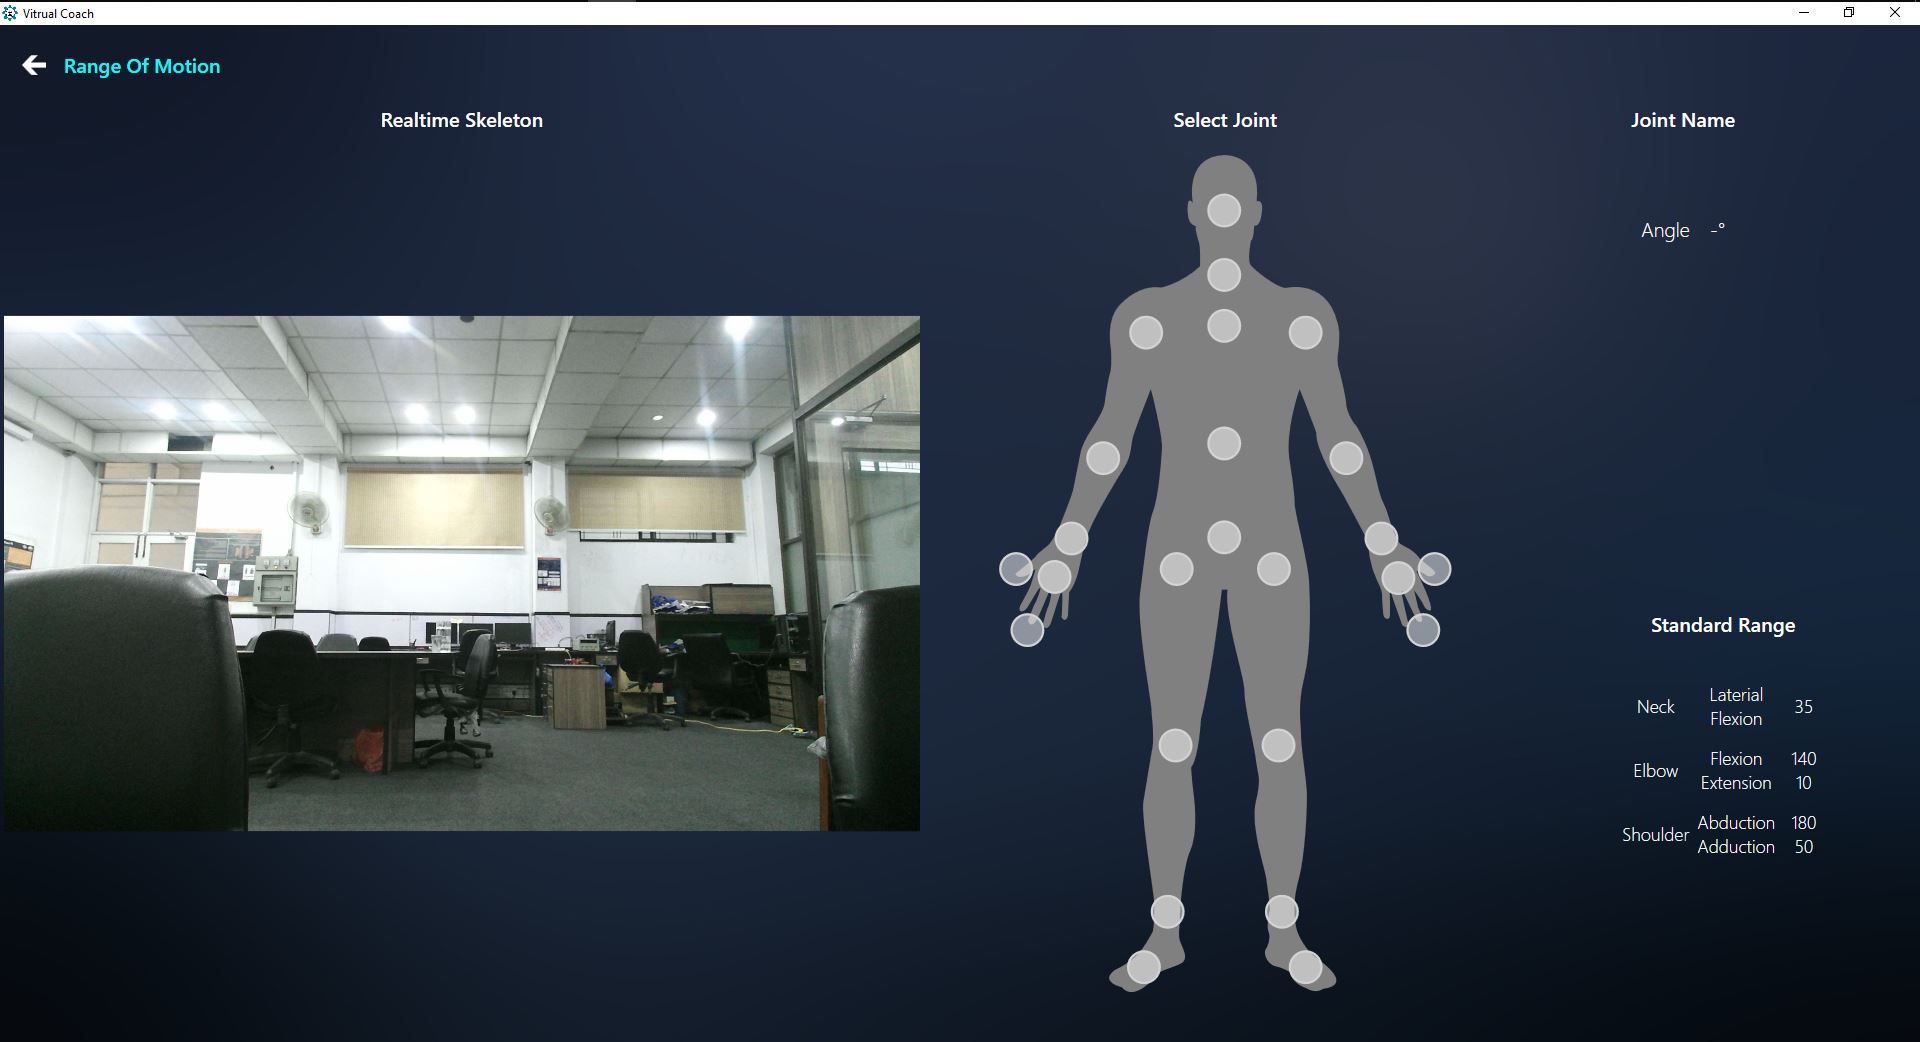 Vitrual Coach
Range Of Motion
Realtime Skeleton
Select Joint
Joint Name
Angle -°
Standard Range
Neck Laterial Flexion 35
Elbow Flexion 140
Extension 10
Shoulder Abduction 180
Adduction 50